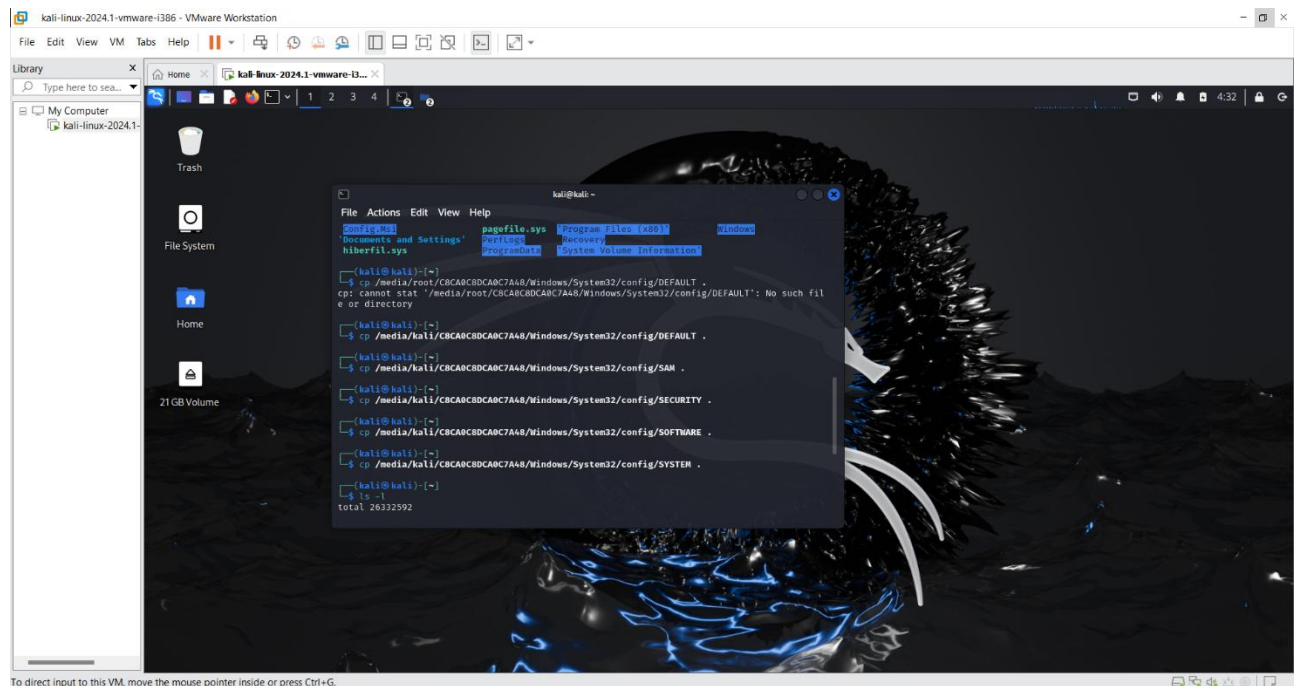 kali-linux-2024.1-vmware-i386 - VMware Workstation
File Edit View VM Tabs Help
Library
Home
kali-linux-2024.1-vmware-i3...
Type here to sea...
1 2 3 4
4:32
My Computer
kali-linux-2024.1-
Trash
File System
Home
21 GB Volume
kali@kali: ~
File Actions Edit View Help
Config.Msi pagefile.sys 'Program Files (x86)' Windows
'Documents and Settings' PerfLogs Recovery
hiberfil.sys ProgramData 'System Volume Information'
(kali㉿kali)-[~]
$ cp /media/root/C8CA0C8DCA0C7A48/Windows/System32/config/DEFAULT .
cp: cannot stat '/media/root/C8CA0C8DCA0C7A48/Windows/System32/config/DEFAULT': No such fil
e or directory
(kali㉿kali)-[~]
$ cp /media/kali/C8CA0C8DCA0C7A48/Windows/System32/config/DEFAULT .
(kali㉿kali)-[~]
$ cp /media/kali/C8CA0C8DCA0C7A48/Windows/System32/config/SAM .
(kali㉿kali)-[~]
$ cp /media/kali/C8CA0C8DCA0C7A48/Windows/System32/config/SECURITY .
(kali㉿kali)-[~]
$ cp /media/kali/C8CA0C8DCA0C7A48/Windows/System32/config/SOFTWARE .
(kali㉿kali)-[~]
$ cp /media/kali/C8CA0C8DCA0C7A48/Windows/System32/config/SYSTEM .
(kali㉿kali)-[~]
$ ls -l
total 26332592
To direct input to this VM, move the mouse pointer inside or press Ctrl+G.